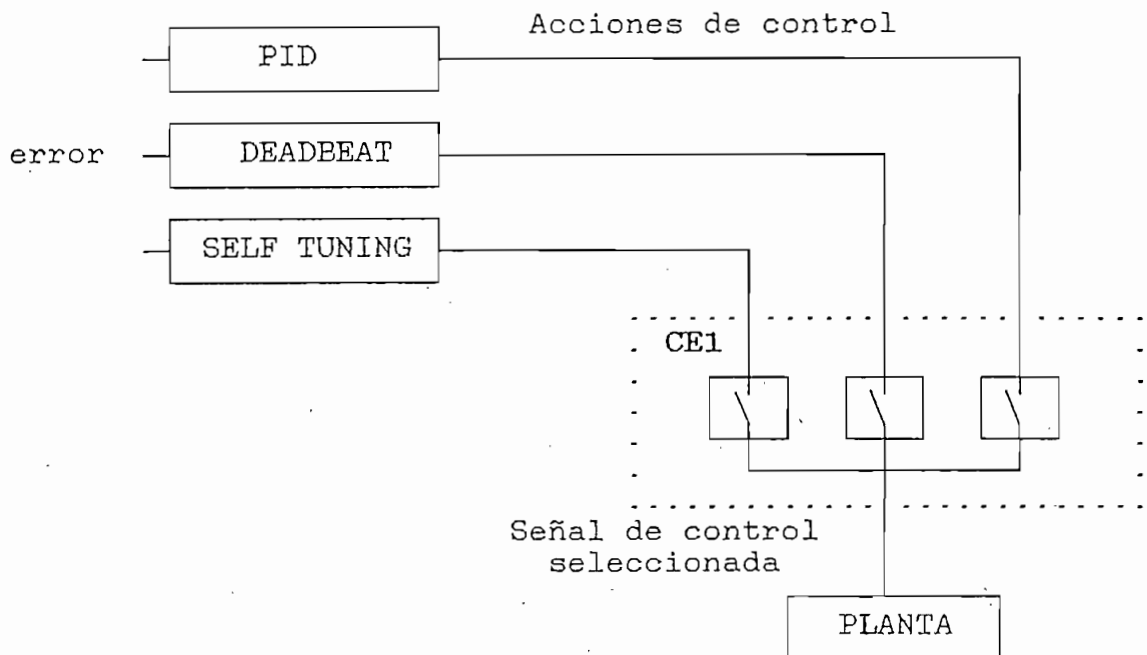 Acciones de control
PID
error
DEADBEAT
SELF TUNING
CE1
Señal de control
seleccionada
PLANTA